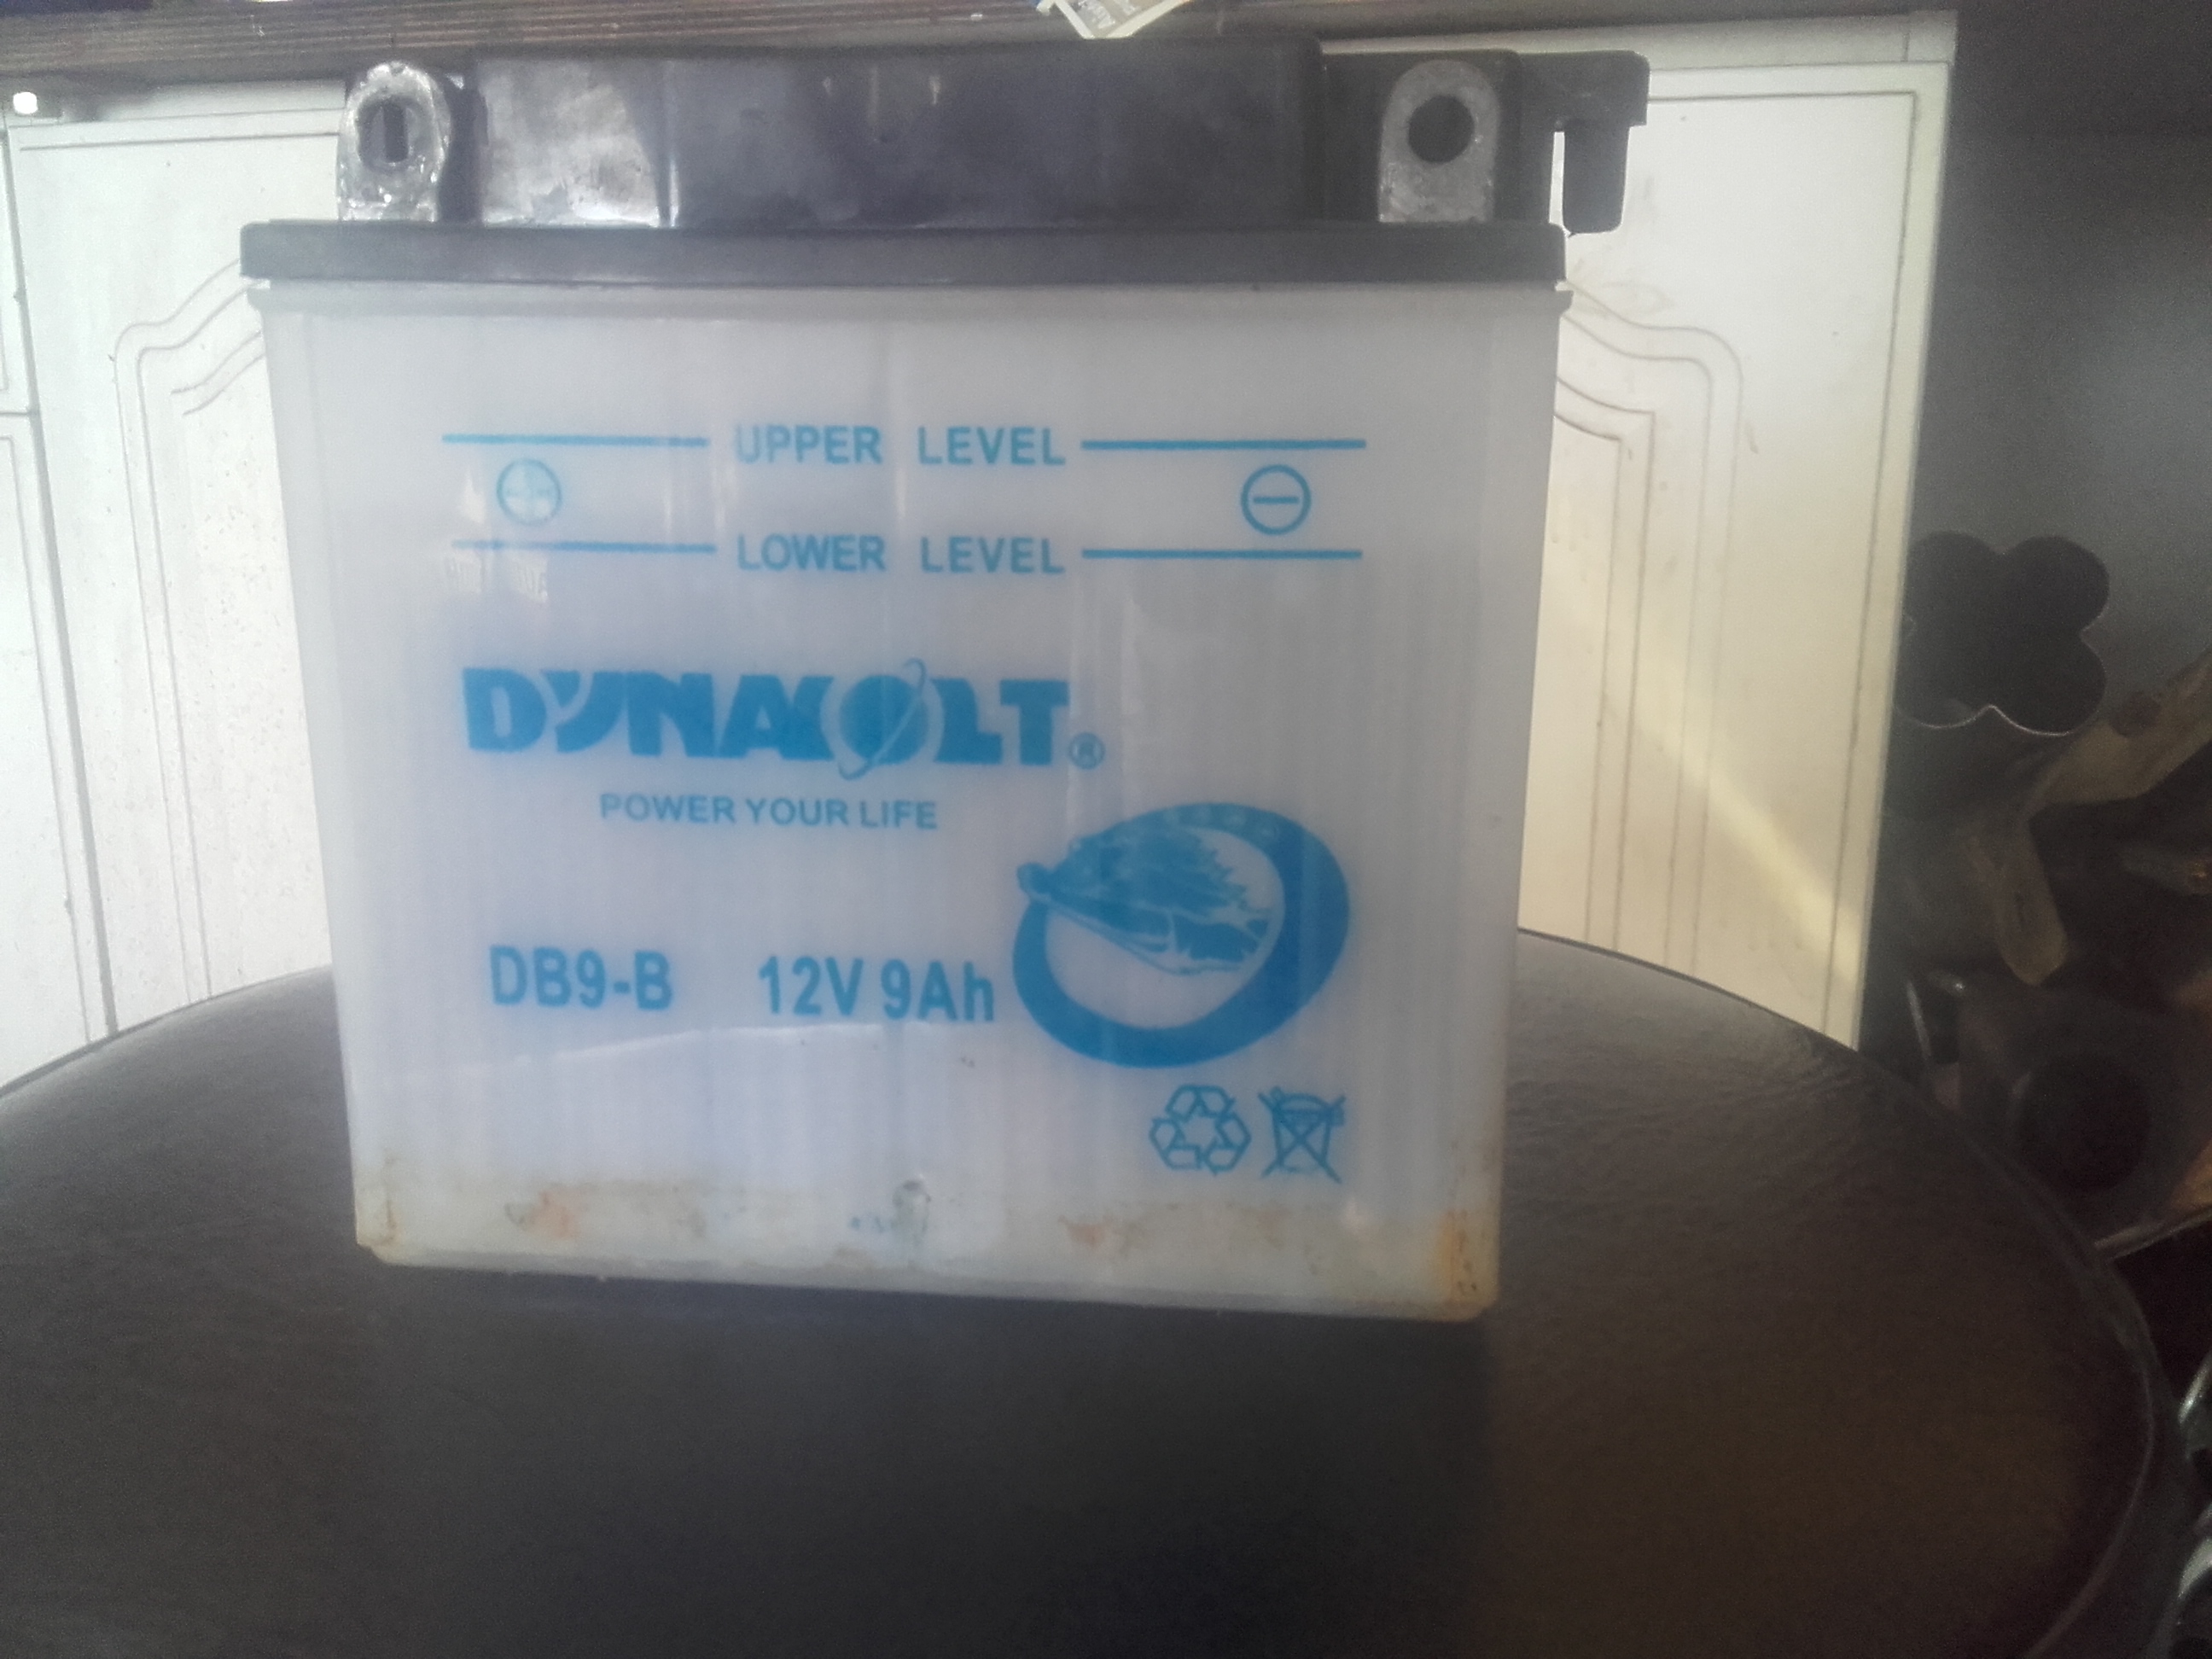 UPPER LEVEL
LOWER LEVEL
DYNAVOLT®
POWER YOUR LIFE
DB9-B 12V 9Ah